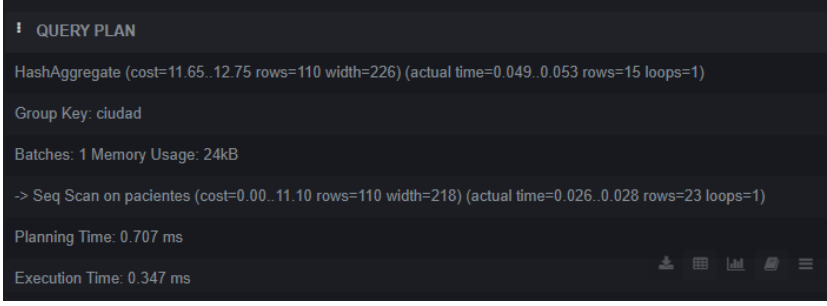 QUERY PLAN
HashAggregate (cost=11.65..12.75 rows=110 width=226) (actual time=0.049..0.053 rows=15 loops=1)
Group Key: ciudad
Batches: 1 Memory Usage: 24kB
-> Seq Scan on pacientes (cost=0.00..11.10 rows=110 width=218) (actual time=0.026..0.028 rows=23 loops=1)
Planning Time: 0.707 ms
Execution Time: 0.347 ms